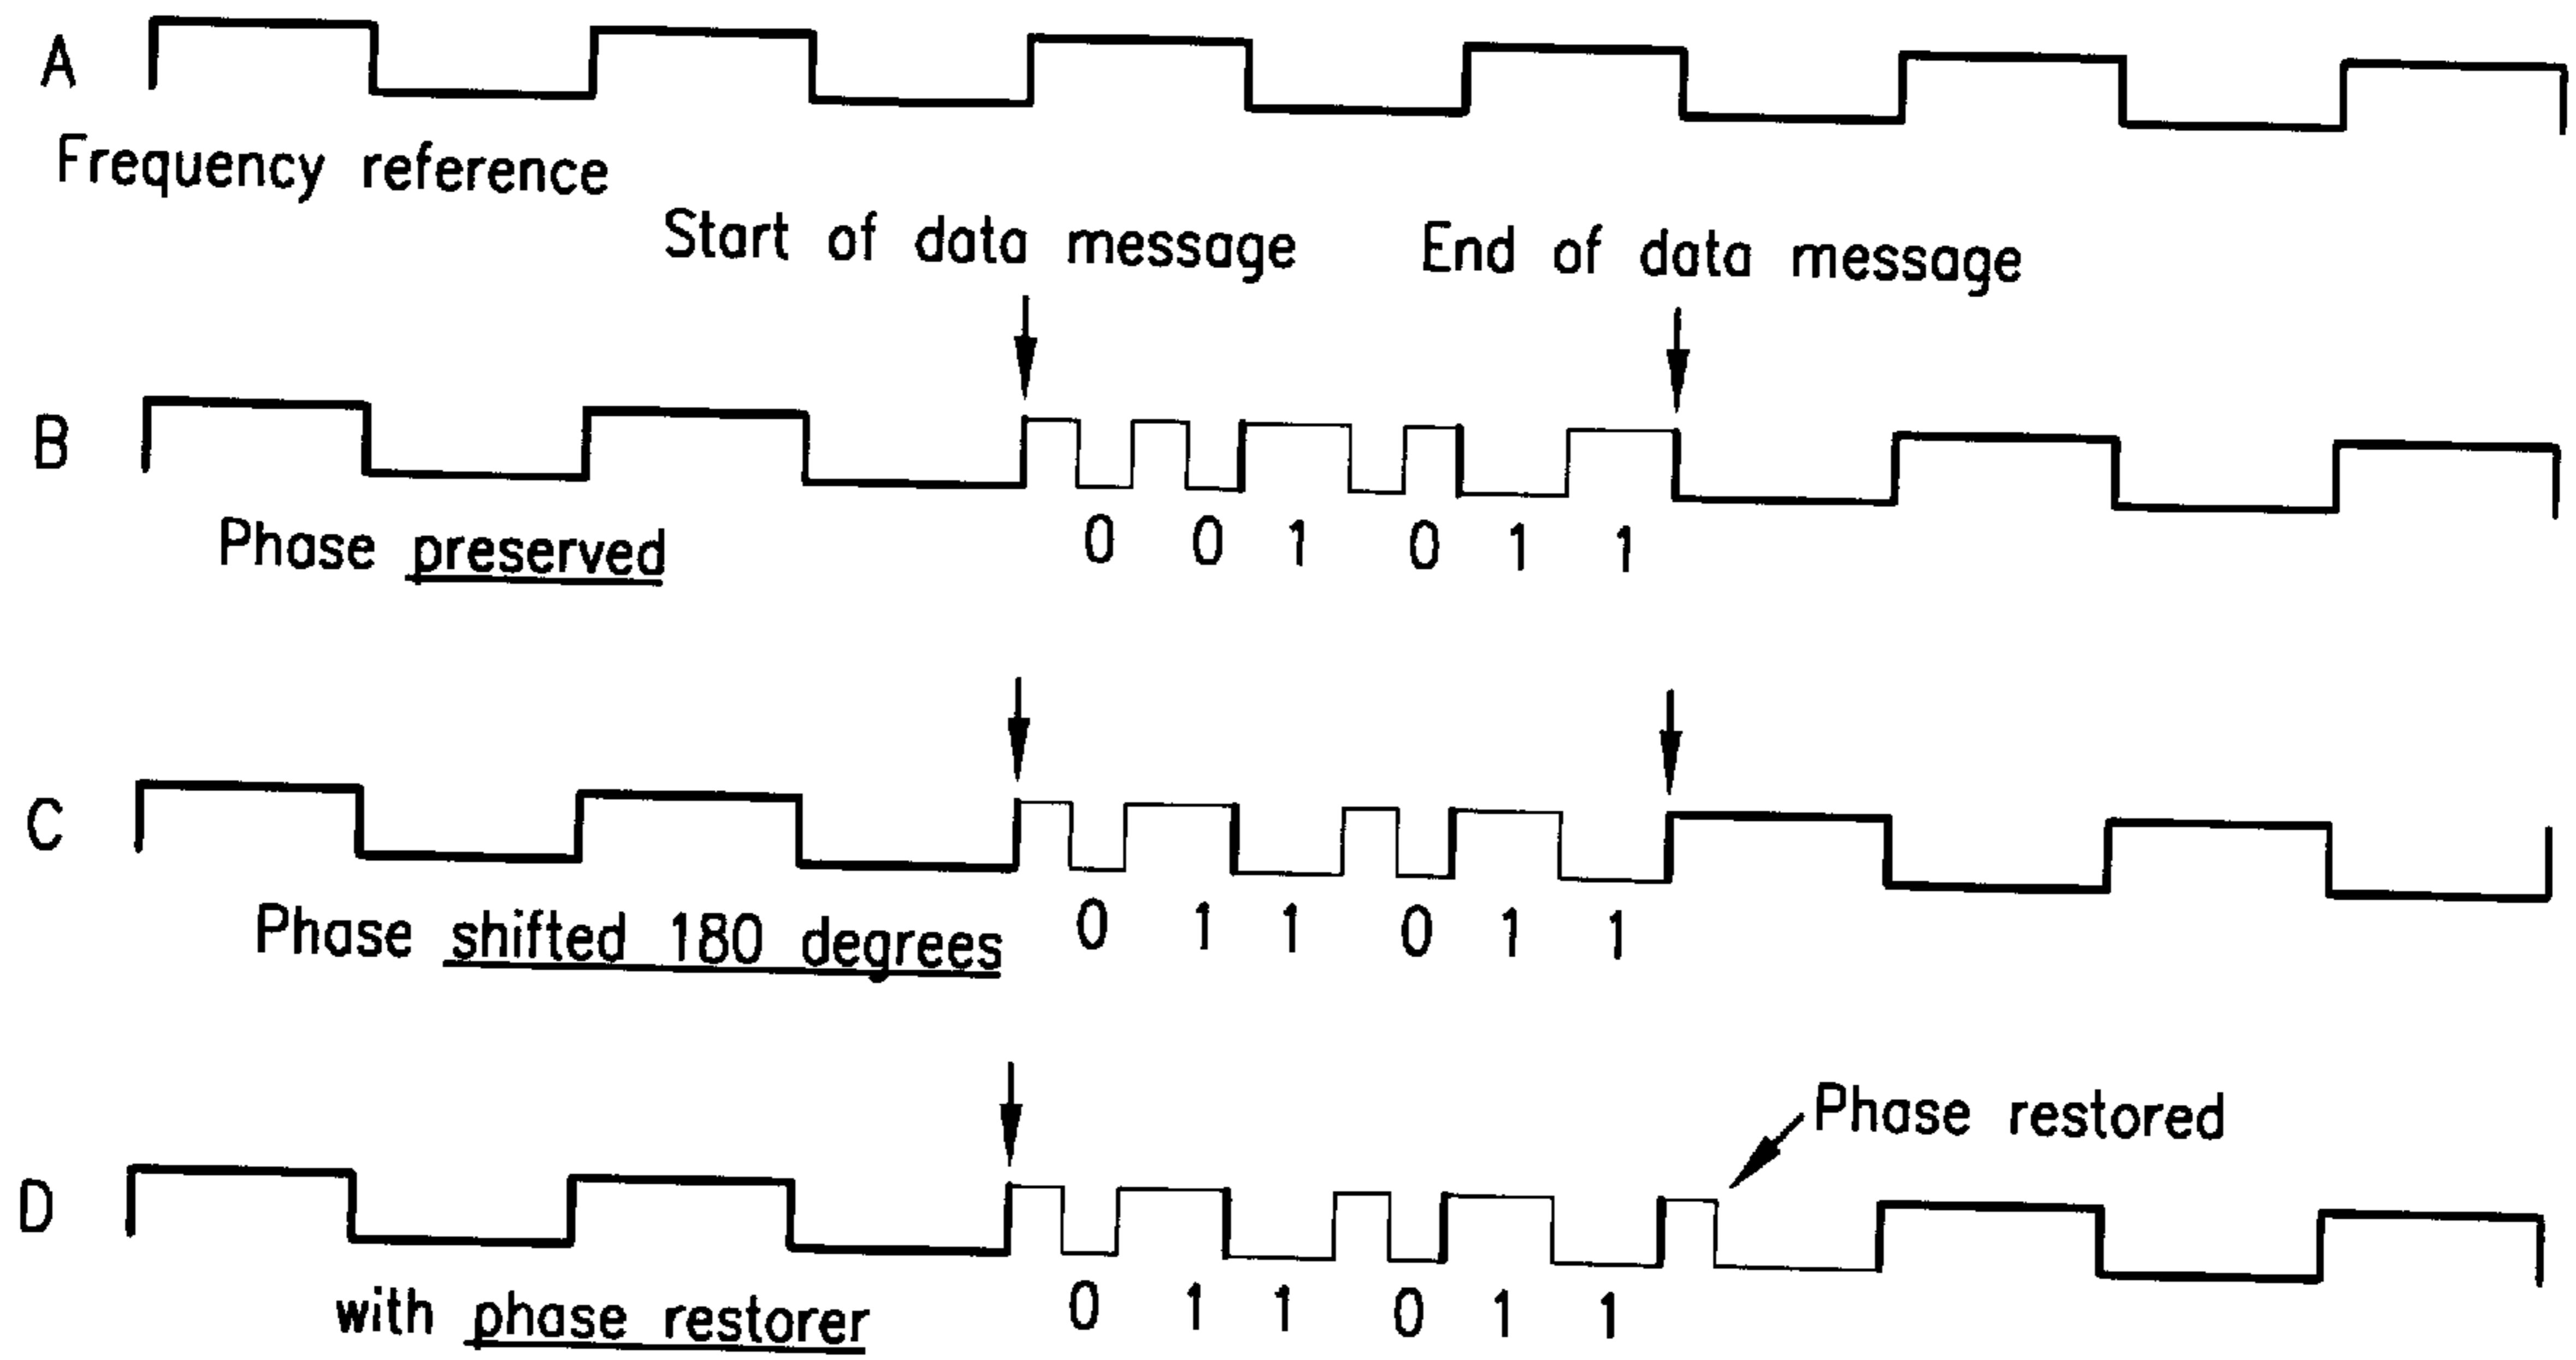 A
Frequency reference
Start of data message End of data message
B
Phase preserved
0 0 1 0 1 1
C
Phase shifted 180 degrees
0 1 1 0 1 1
Phase restored
D
with phase restorer
0 1 1 0 1 1